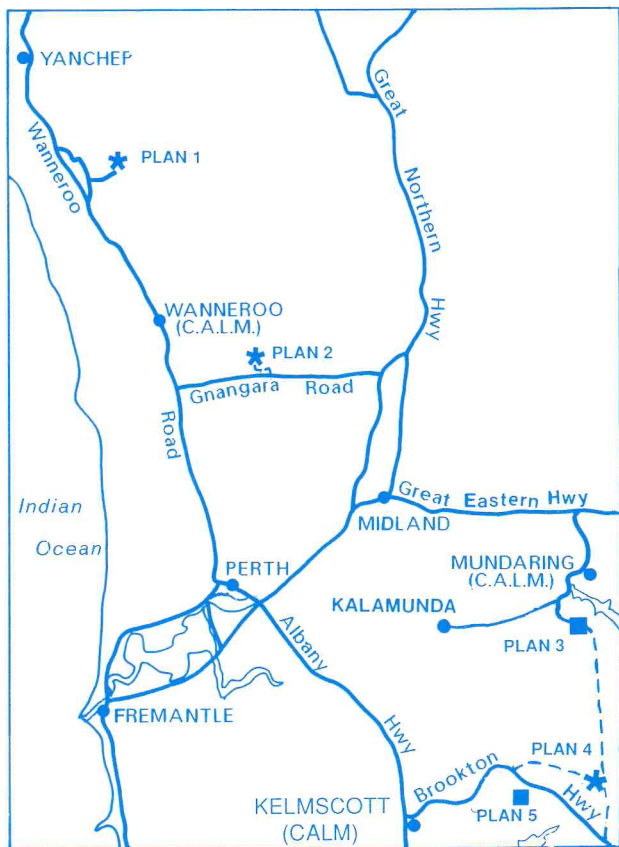 YANCHEP
Great
Wanneroo
PLAN 1
Northern
WANNEROO
(C.A.L.M.)
Hwy
PLAN 2
Gnangara Road
Road
Great Eastern Hwy
Indian
Ocean
MIDLAND
MUNDARING
(C.A.L.M.)
PERTH
KALAMUNDA
Albany
PLAN 3
FREMANTLE
Hwy
PLAN 4
Brookton
Hwy
KELMSCOTT
(CALM)
PLAN 5